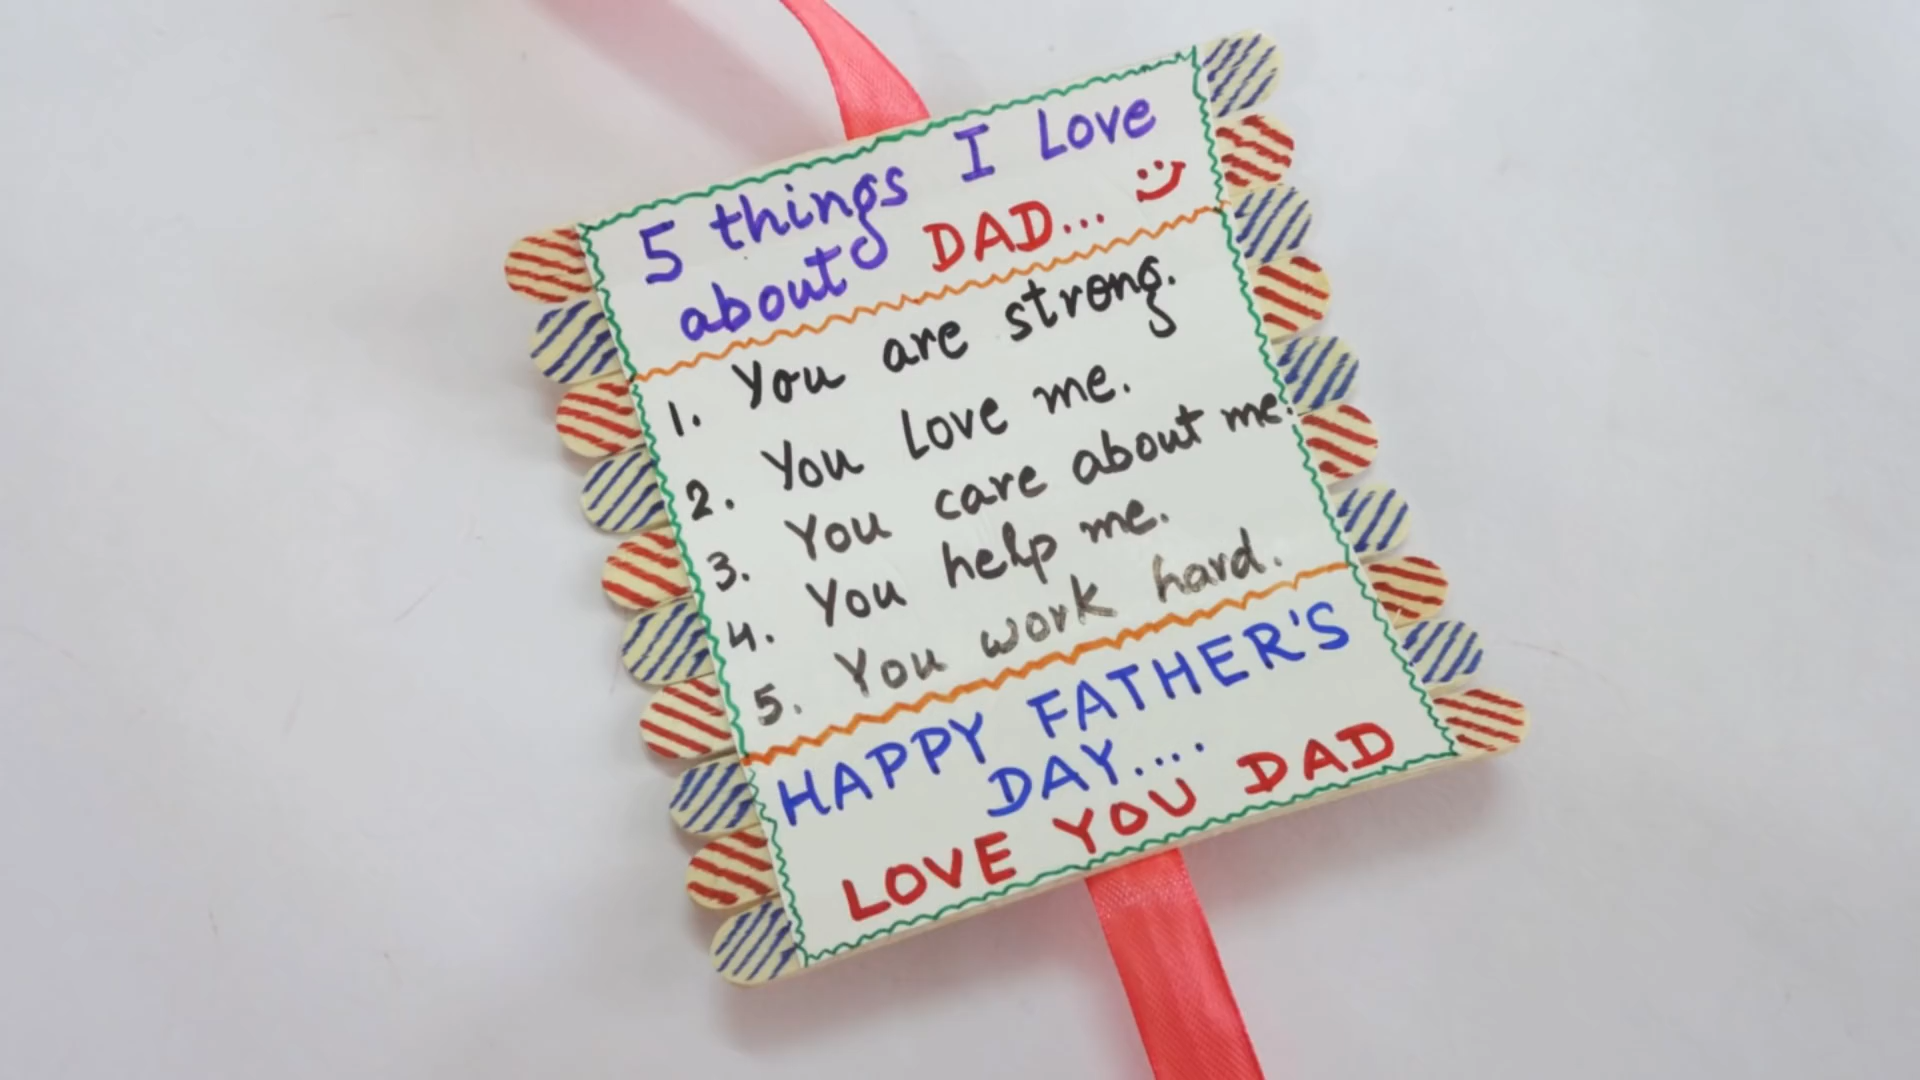 5 things I Love
about DAD... :)
1. You are strong.
2. You Love me.
3. You care about me.
4. You help me.
5. You work hard.
HAPPY FATHER'S
DAY....
LOVE YOU DAD